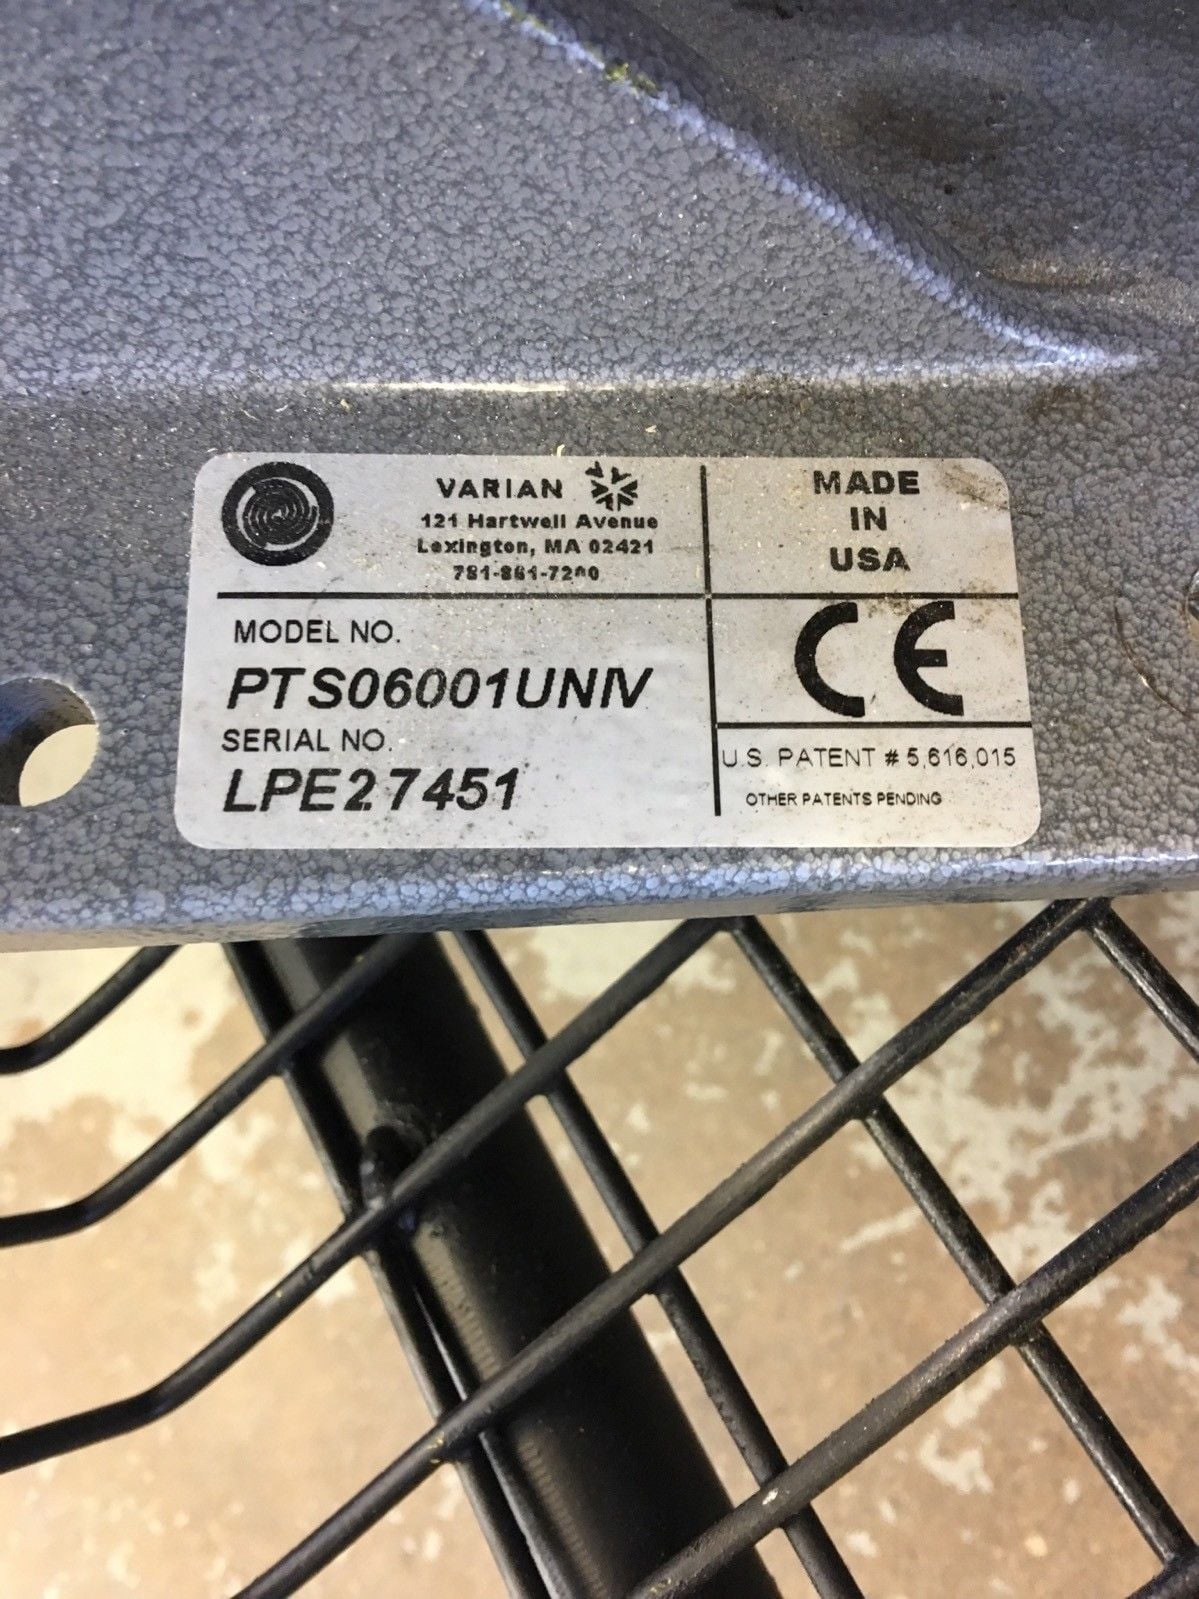 VARIAN
121 Hartwell Avenue
Lexington, MA 02421
MADE
IN
USA
MODEL NO.
PTS06001UNIV
SERIAL NO.
LPE27451
CE
U.S. PATENT # 5,616,015
OTHER PATENTS PENDING